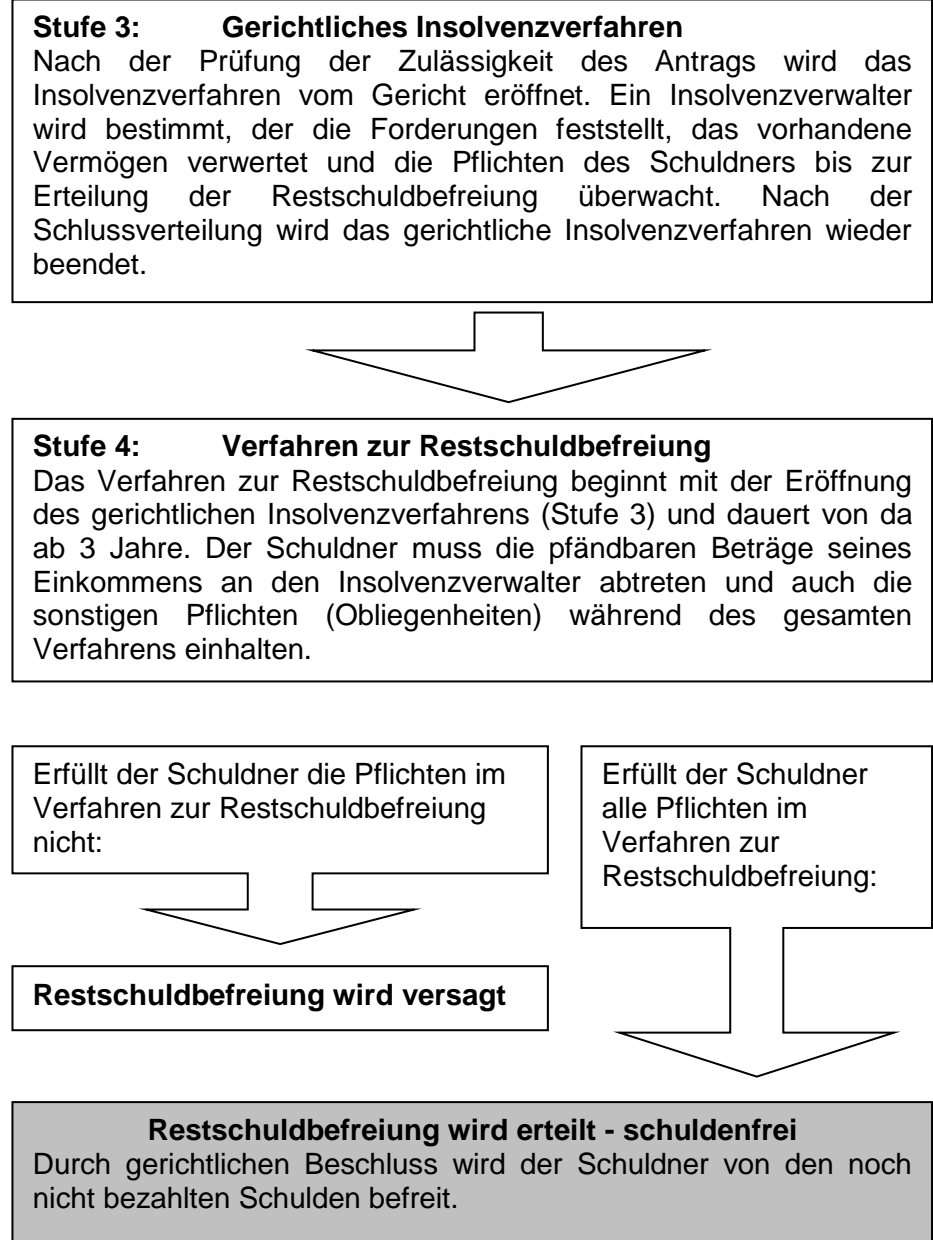 Stufe 3: Gerichtliches Insolvenzverfahren
Nach der Prüfung der Zulässigkeit des Antrags wird das
Insolvenzverfahren vom Gericht eröffnet. Ein Insolvenzverwalter
wird bestimmt, der die Forderungen feststellt, das vorhandene
Vermögen verwertet und die Pflichten des Schuldners bis zur
Erteilung der Restschuldbefreiung überwacht. Nach der
Schlussverteilung wird das gerichtliche Insolvenzverfahren wieder
beendet.
Stufe 4: Verfahren zur Restschuldbefreiung
Das Verfahren zur Restschuldbefreiung beginnt mit der Eröffnung
des gerichtlichen Insolvenzverfahrens (Stufe 3) und dauert von da
ab 3 Jahre. Der Schuldner muss die pfändbaren Beträge seines
Einkommens an den Insolvenzverwalter abtreten und auch die
sonstigen Pflichten (Obliegenheiten) während des gesamten
Verfahrens einhalten.
Erfüllt der Schuldner die Pflichten im
Verfahren zur Restschuldbefreiung
nicht:
Restschuldbefreiung wird versagt
Erfüllt der Schuldner
alle Pflichten im
Verfahren zur
Restschuldbefreiung:
Restschuldbefreiung wird erteilt - schuldenfrei
Durch gerichtlichen Beschluss wird der Schuldner von den noch
nicht bezahlten Schulden befreit.